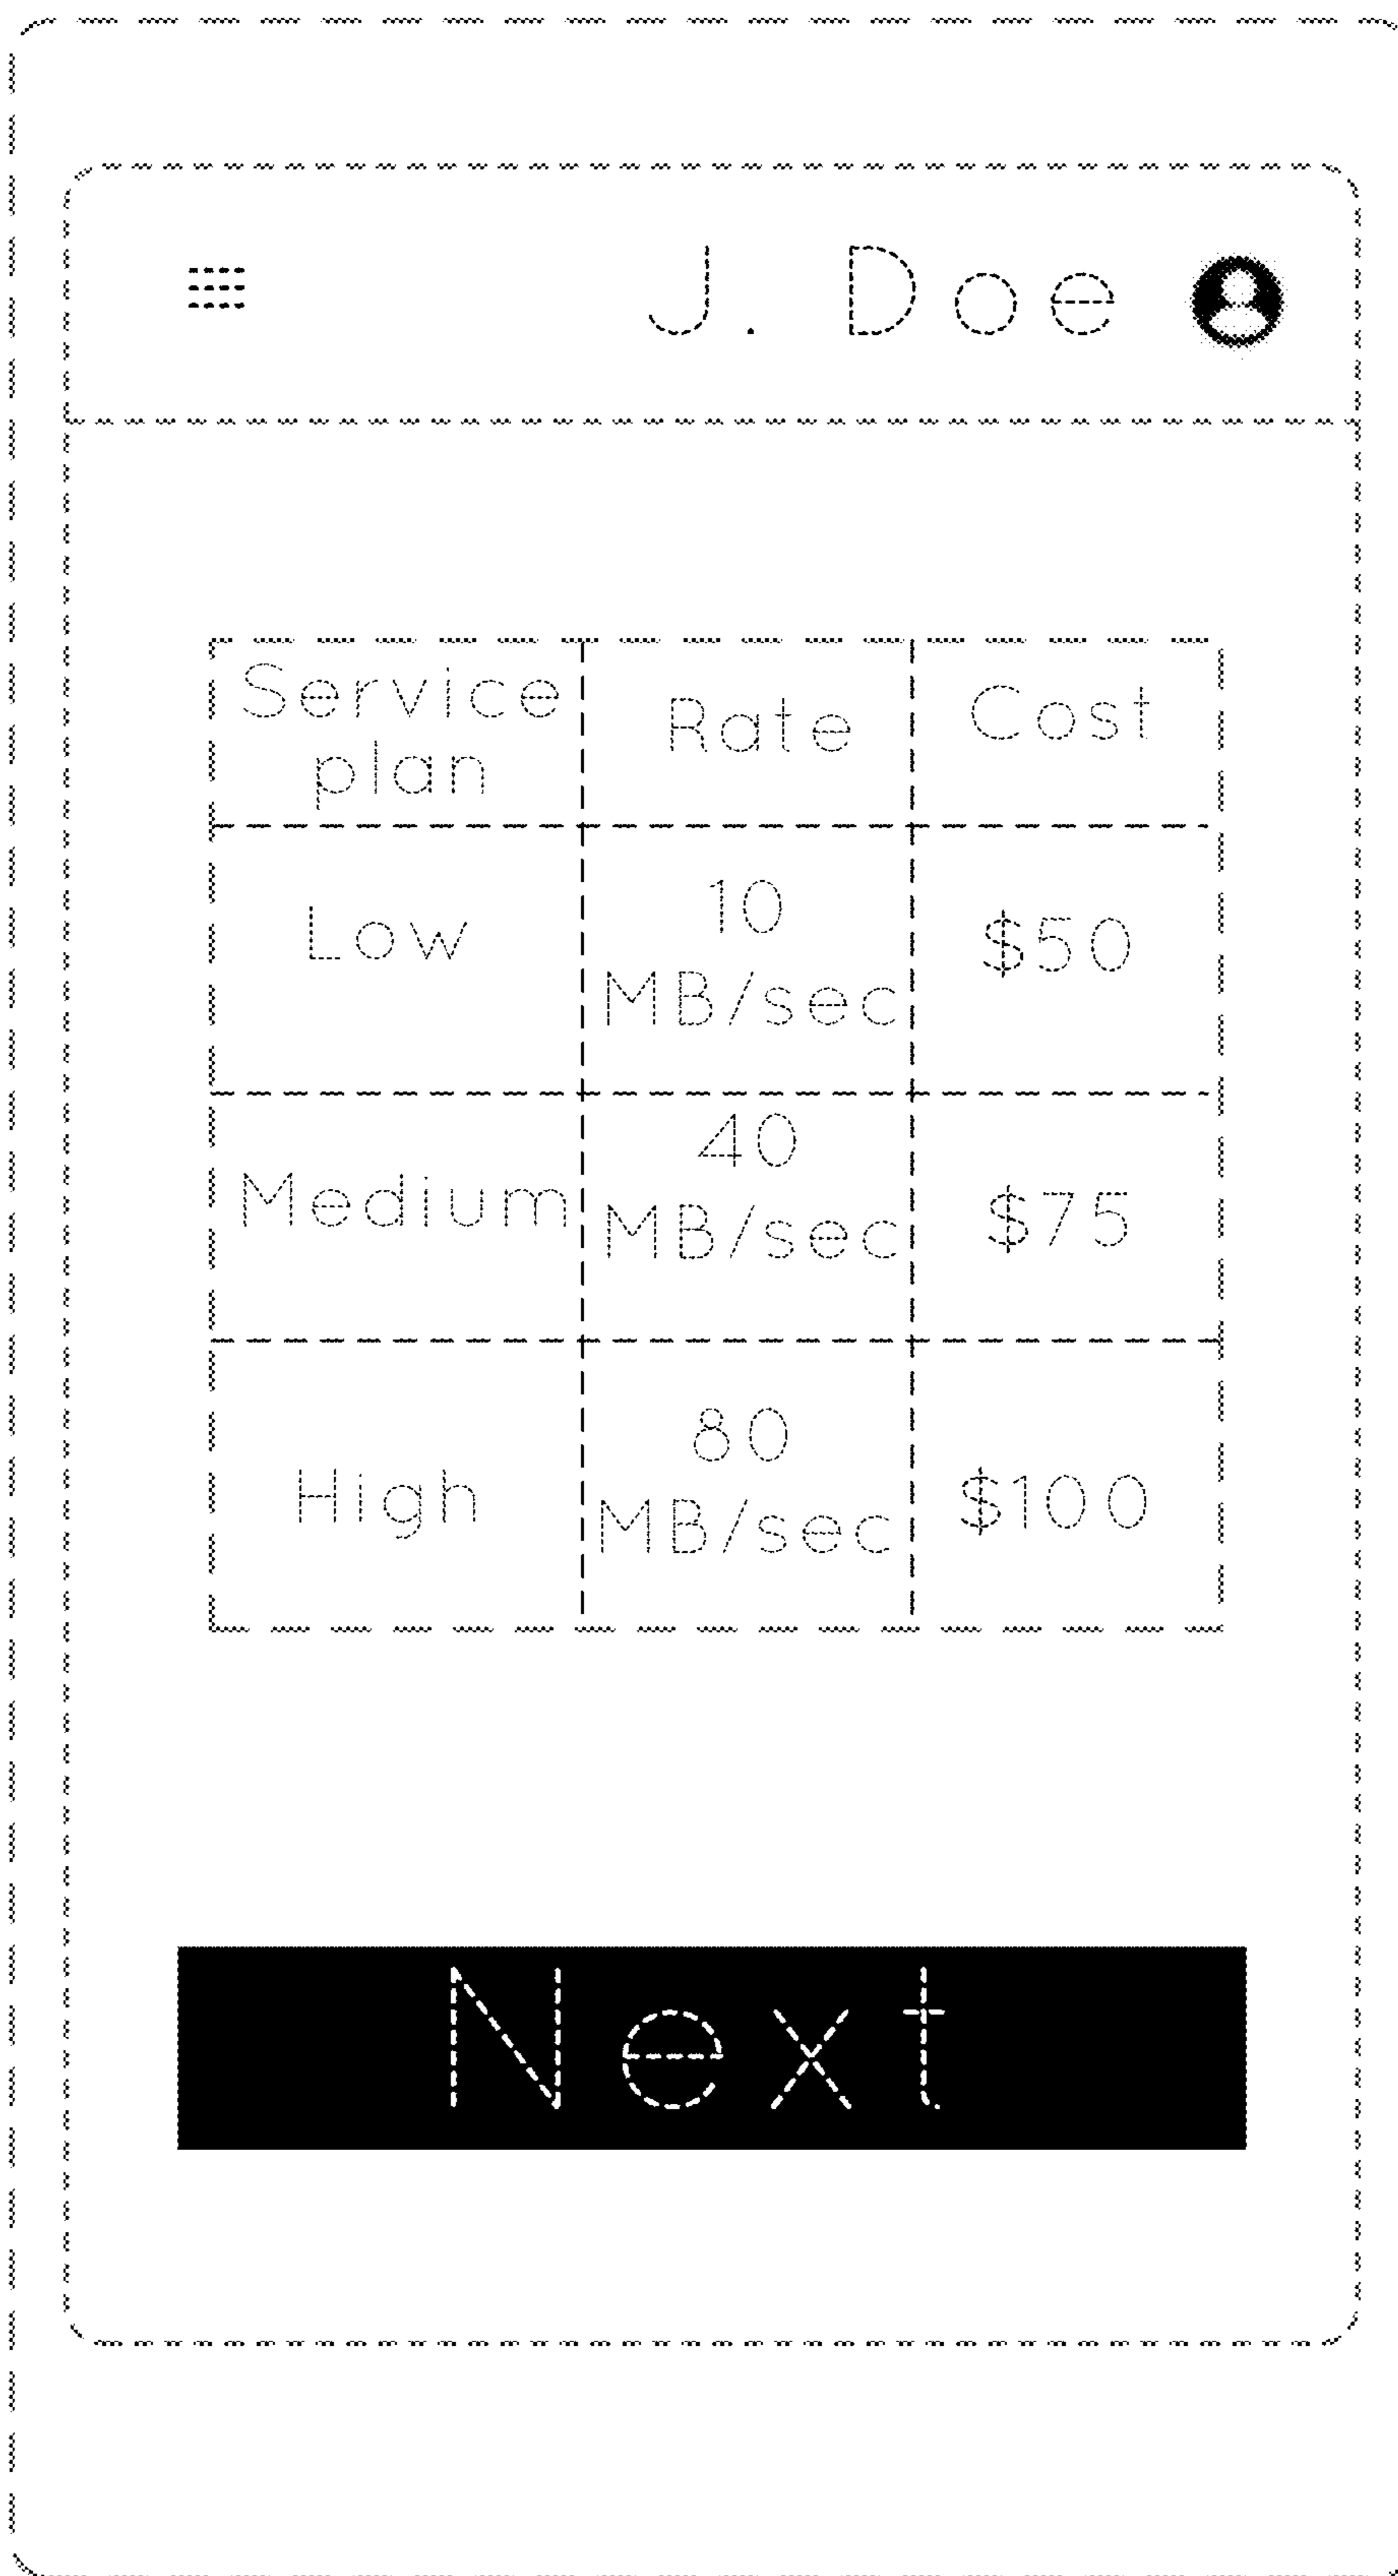 J. Doe
Service plan Rate Cost
Low 10 MB/sec $50
Medium 40 MB/sec $75
High 80 MB/sec $100
Next